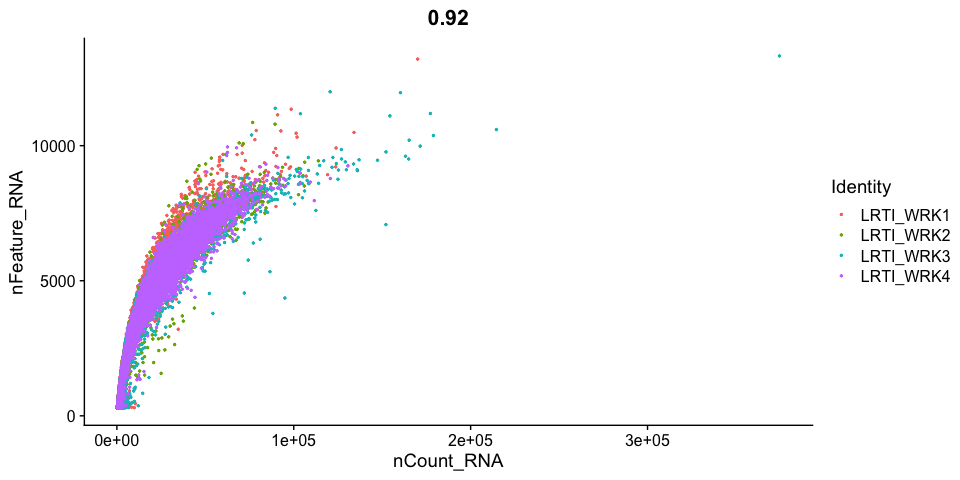 0.92
nFeature_RNA
10000
5000
0
0e+00
1e+05
2e+05
3e+05
nCount_RNA
Identity
LRTI_WRK1
LRTI_WRK2
LRTI_WRK3
LRTI_WRK4